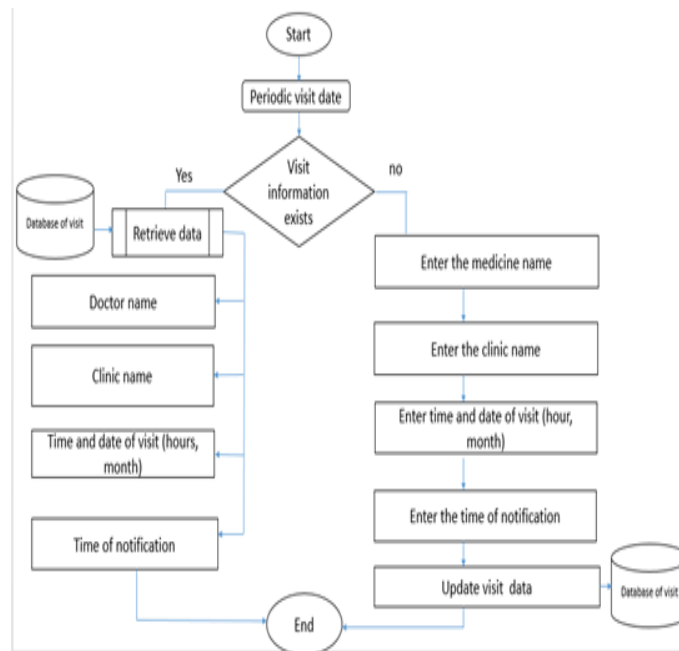 Start
Periodic visit date
Visit
information
exists
Yes
no
Database of visit
Retrieve data
Doctor name
Clinic name
Time and date of visit (hours,
month)
Time of notification
Enter the medicine name
Enter the clinic name
Enter time and date of visit (hour,
month)
Enter the time of notification
Update visit data
Database of visit
End